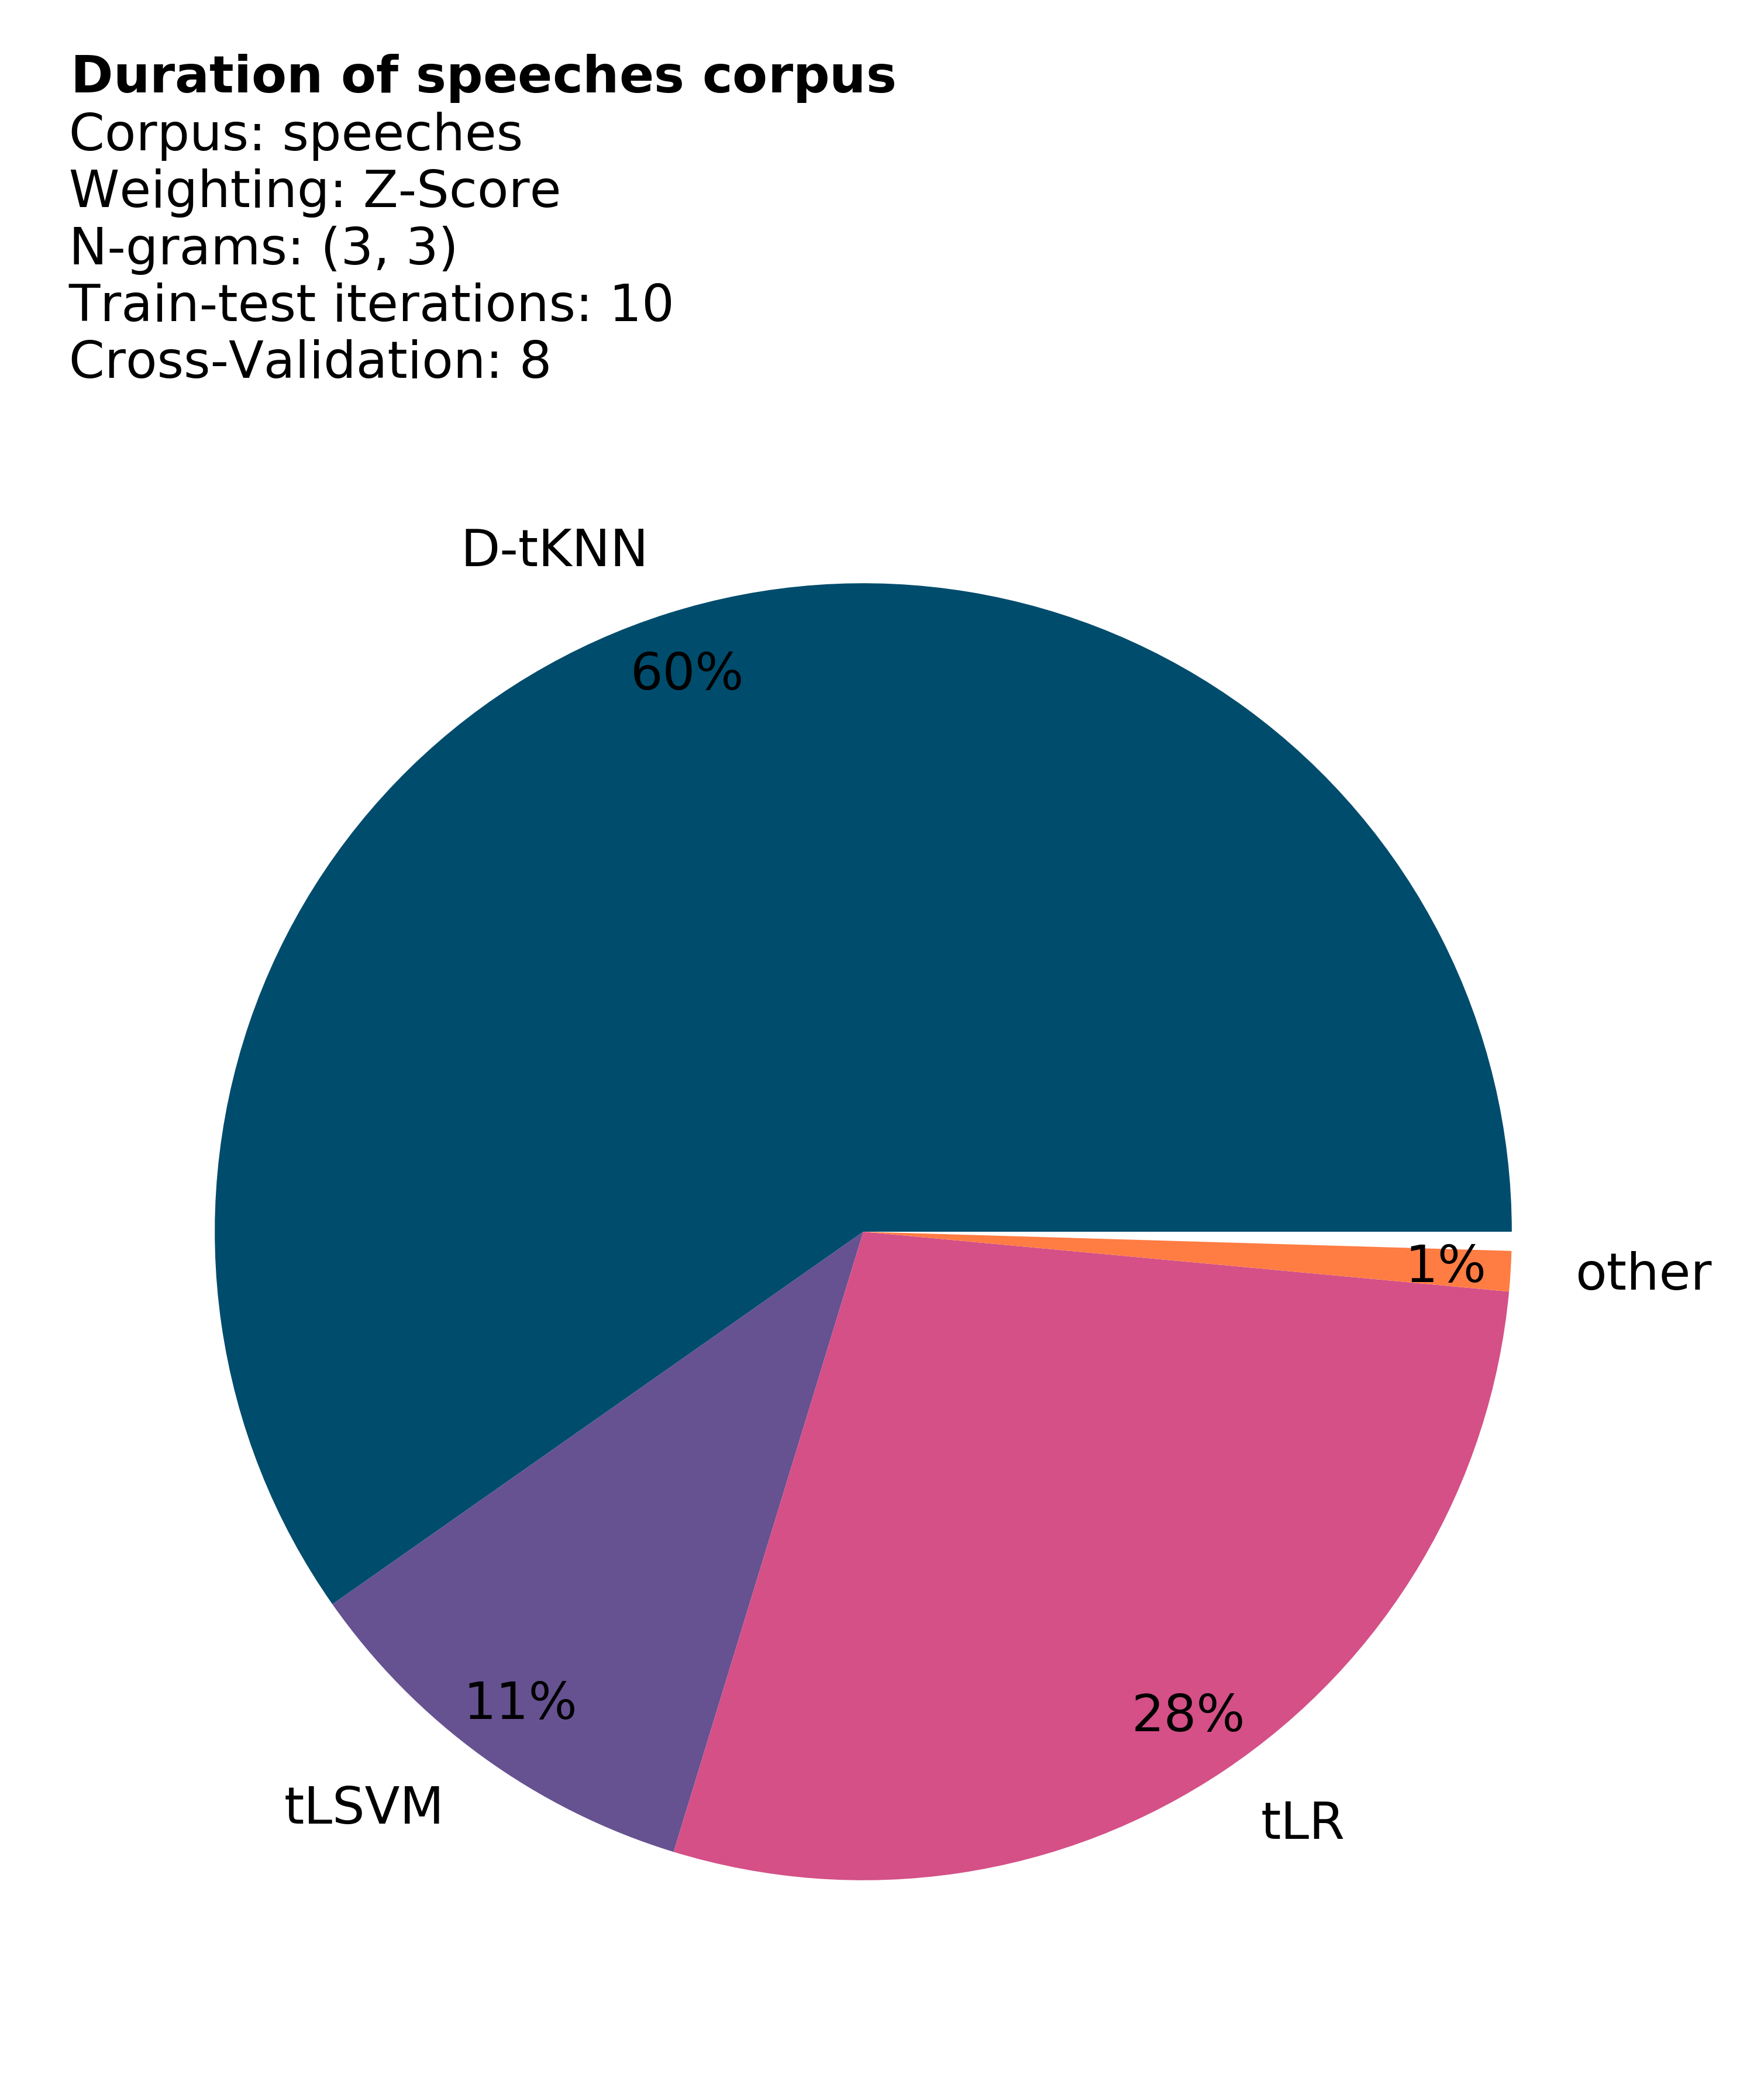 Duration of speeches corpus
Corpus: speeches
Weighting: Z-Score
N-grams: (3, 3)
Train-test iterations: 10
Cross-Validation: 8
D-tKNN
60%
1%
other
11%
28%
tLSVM
tLR